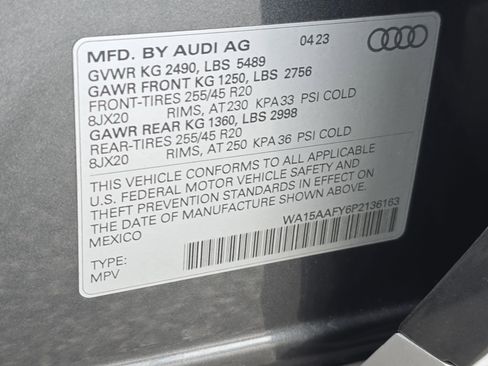 MFD. BY AUDI AG 04 23
GVWR KG 2490, LBS 5489
GAWR FRONT KG 1250, LBS 2756
FRONT-TIRES 255/45 R20
8JX20 RIMS, AT 230 KPA 33 PSI COLD
GAWR REAR KG 1360, LBS 2998
REAR-TIRES 255/45 R20
8JX20 RIMS, AT 250 KPA 36 PSI COLD
THIS VEHICLE CONFORMS TO ALL APPLICABLE
U.S. FEDERAL MOTOR VEHICLE SAFETY AND
THEFT PREVENTION STANDARDS IN EFFECT ON
THE DATE OF MANUFACTURE SHOWN ABOVE.
MEXICO
WA15AAFY6P2136163
TYPE:
MPV